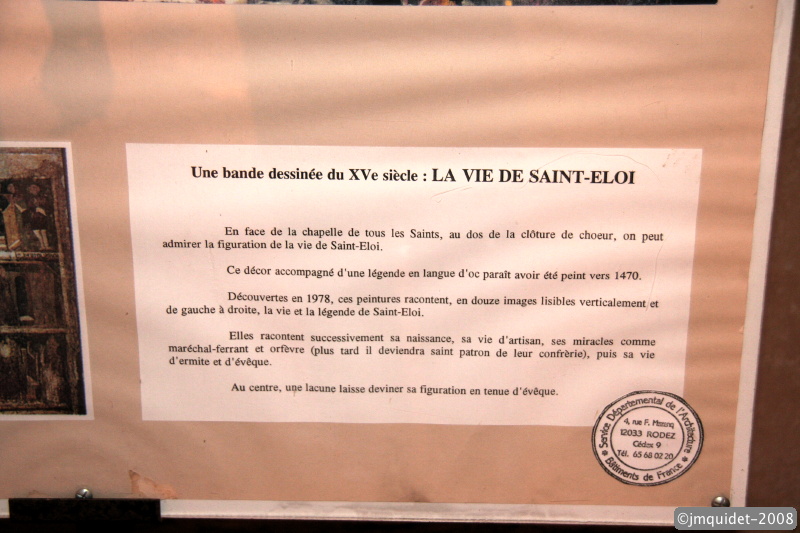 Une bande dessinée du XVe siècle : LA VIE DE SAINT-ELOI
En face de la chapelle de tous les Saints, au dos de la clôture de choeur, on peut
admirer la figuration de la vie de Saint-Eloi.
Ce décor accompagné d'une légende en langue d'oc paraît avoir été peint vers 1470.
Découvertes en 1978, ces peintures racontent, en douze images lisibles verticalement et
de gauche à droite, la vie et la légende de Saint-Eloi.
Elles racontent successivement sa naissance, sa vie d'artisan, ses miracles comme
maréchal-ferrant et orfèvre (plus tard il deviendra saint patron de leur confrèrie), puis sa vie
d'ermite et d'évêque.
Au centre, une lacune laisse deviner sa figuration en tenue d'évêque.
Service Départemental de l'Architecture
4, rue F.
12033 RODEZ
Cédex 9
Tél. 65 68 02 20
* Bâtiments de France *
©jmquidet-2008